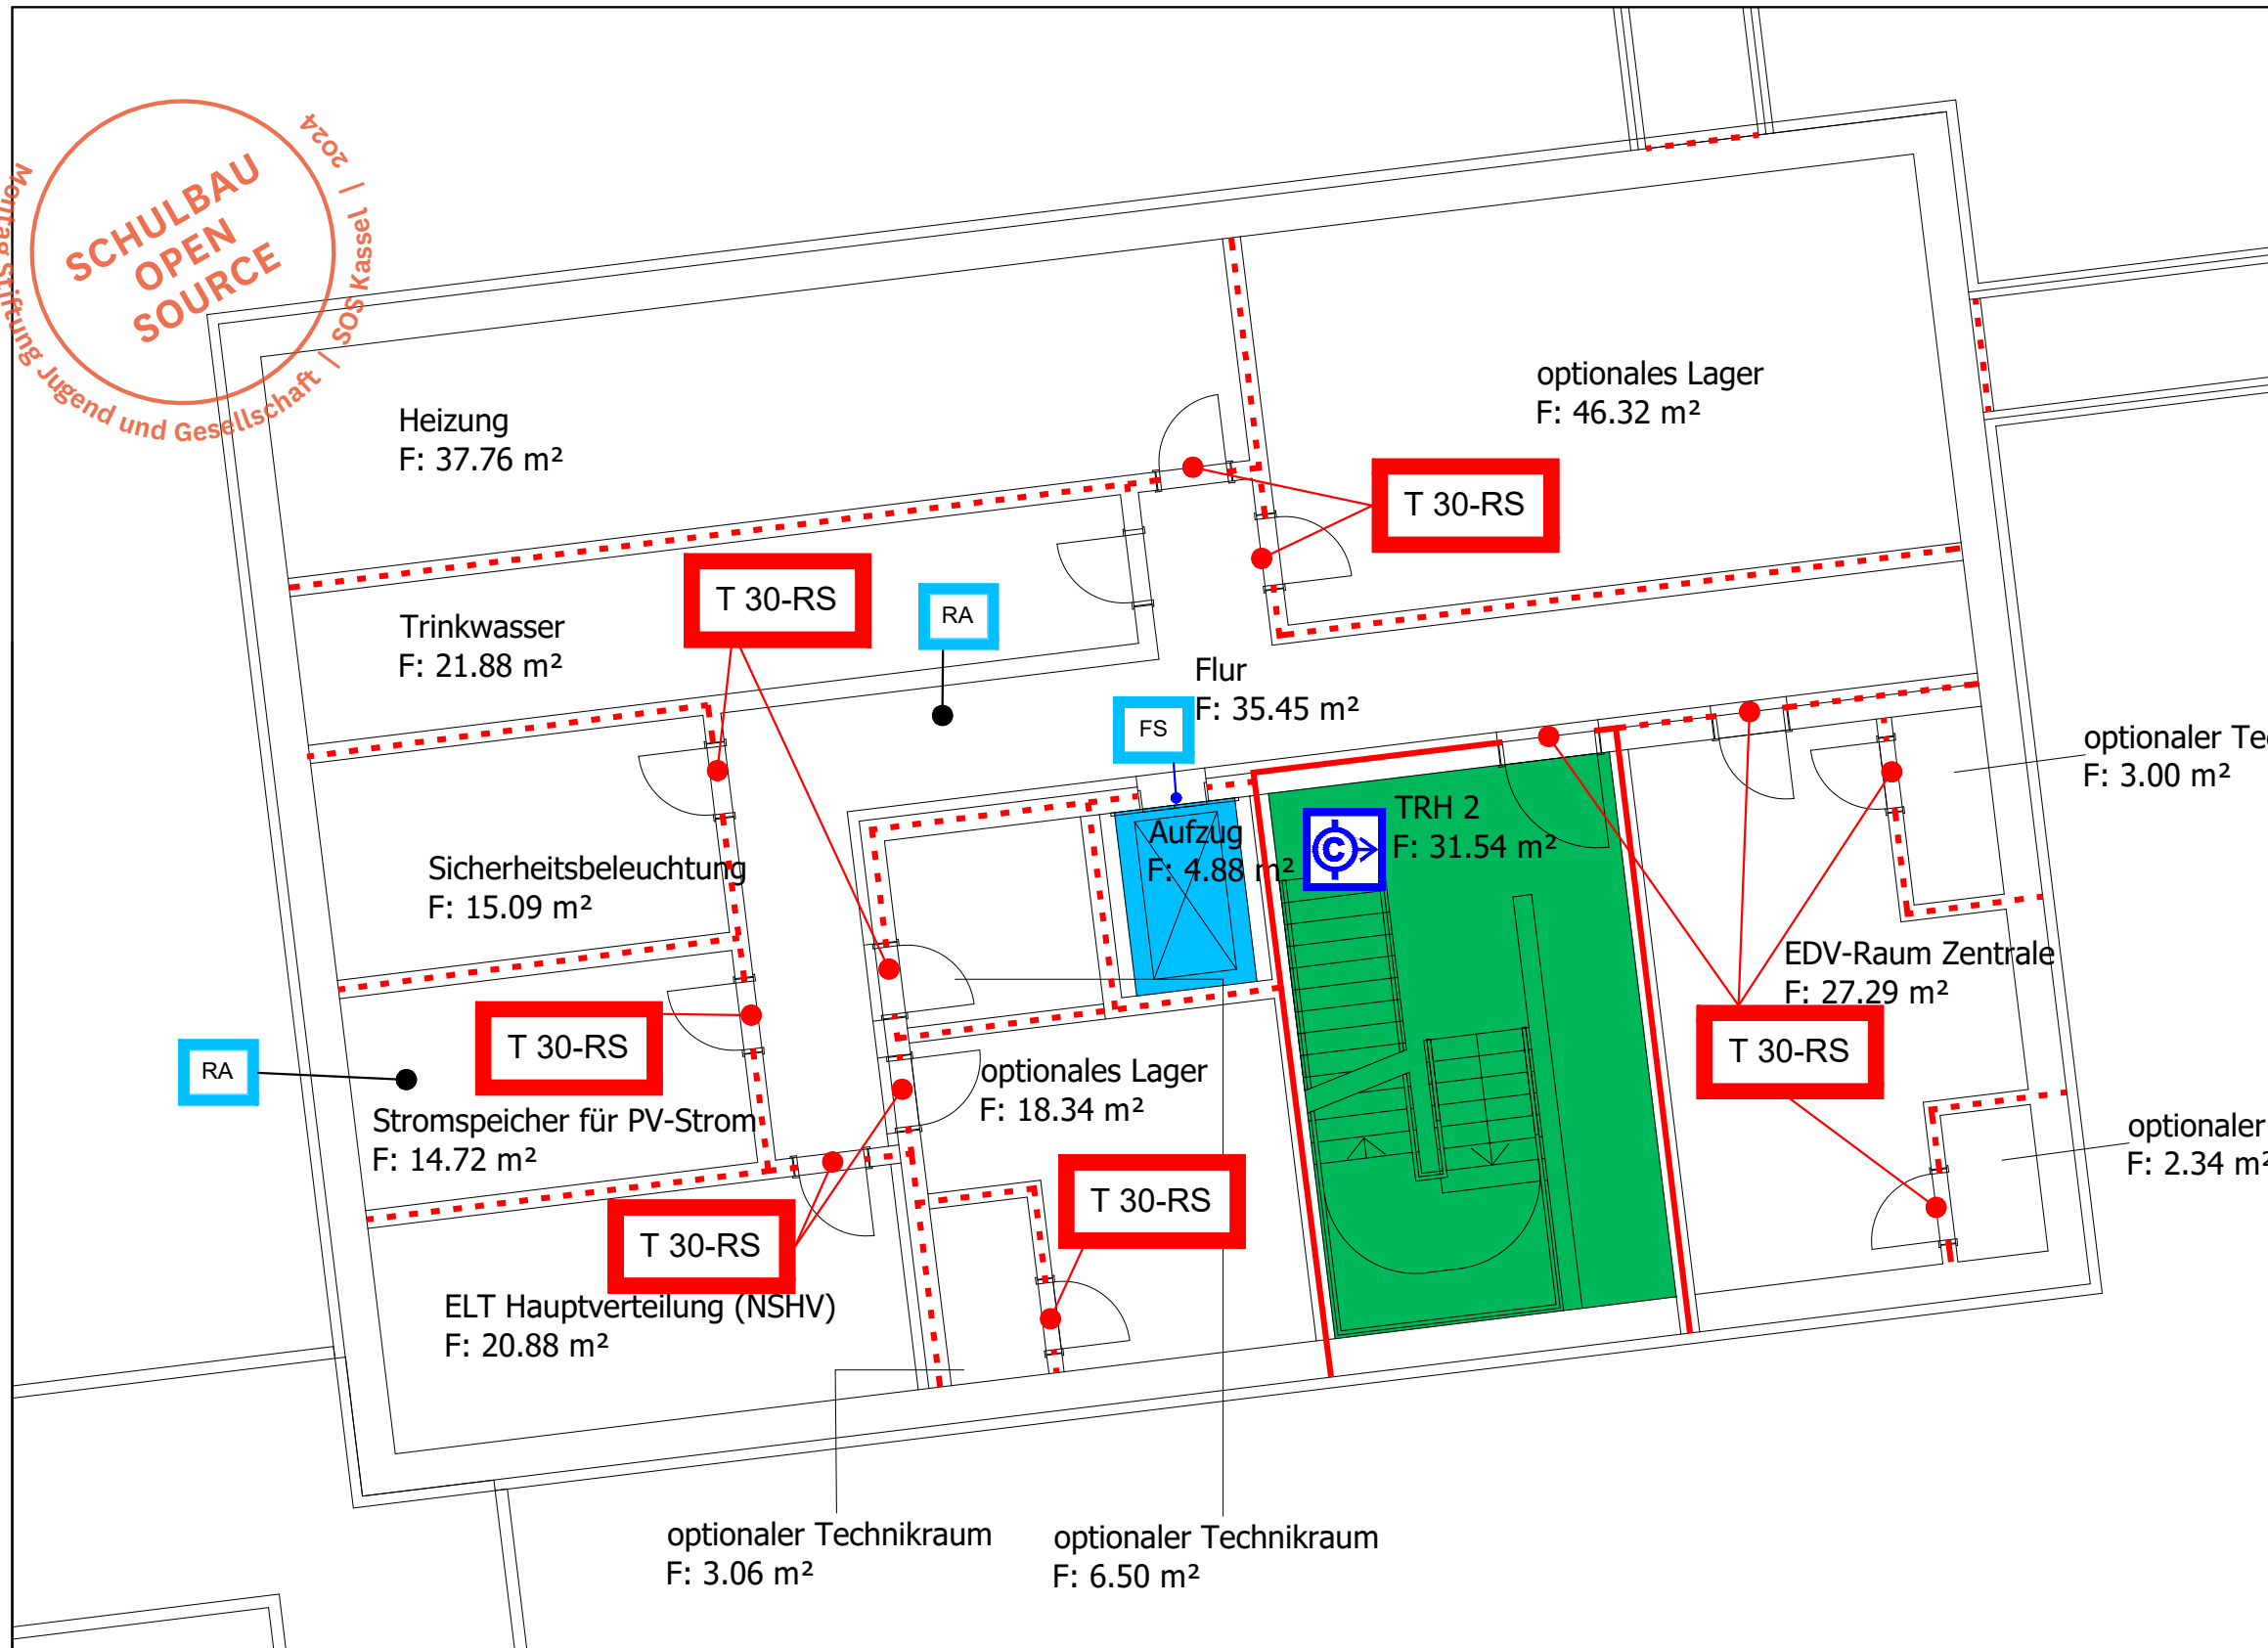 SCHULBAU
OPEN
SOURCE
Montag Stiftung Jugend und Gesellschaft | SOS Kassel | 2024
Heizung
F: 37.76 m²
optionales Lager
F: 46.32 m²
T 30-RS
T 30-RS
RA
Trinkwasser
F: 21.88 m²
Flur
F: 35.45 m²
FS
optionaler Te
F: 3.00 m²
Aufzug
F: 4.88 m²
C
TRH 2
F: 31.54 m²
Sicherheitsbeleuchtung
F: 15.09 m²
EDV-Raum Zentrale
F: 27.29 m²
T 30-RS
T 30-RS
RA
optionales Lager
F: 18.34 m²
Stromspeicher für PV-Strom
F: 14.72 m²
optionaler
F: 2.34 m²
T 30-RS
T 30-RS
ELT Hauptverteilung (NSHV)
F: 20.88 m²
optionaler Technikraum
F: 3.06 m²
optionaler Technikraum
F: 6.50 m²